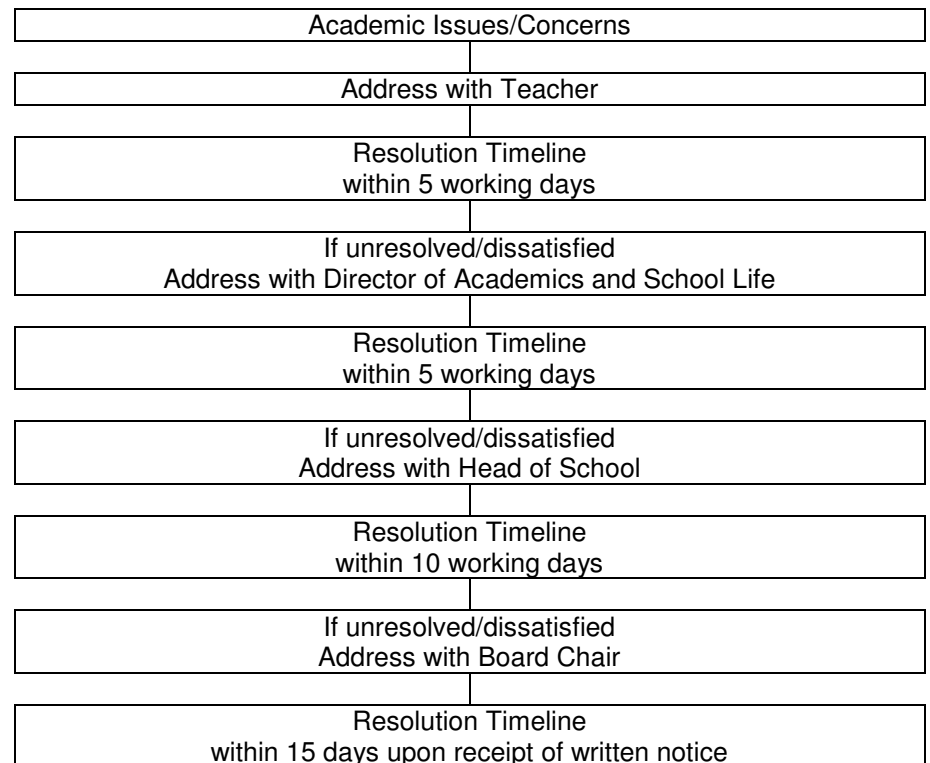 Academic Issues/Concerns
Address with Teacher
Resolution Timeline
within 5 working days
If unresolved/dissatisfied
Address with Director of Academics and School Life
Resolution Timeline
within 5 working days
If unresolved/dissatisfied
Address with Head of School
Resolution Timeline
within 10 working days
If unresolved/dissatisfied
Address with Board Chair
Resolution Timeline
within 15 days upon receipt of written notice